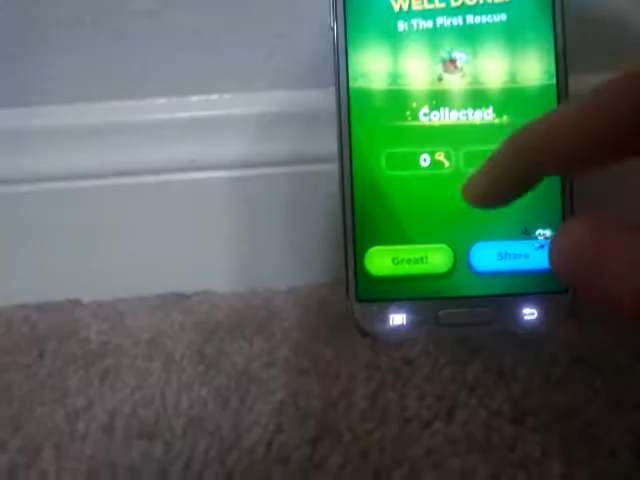 WELL DONE!
5: The First Rescue
Collected
0
Great!
Share